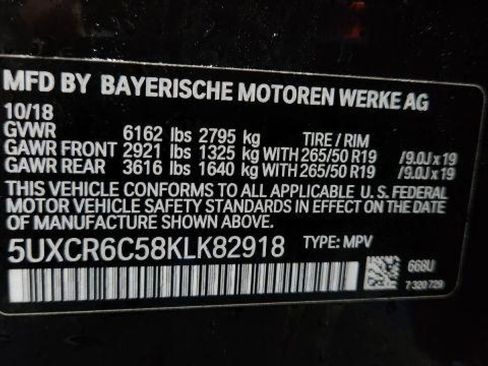 MFD BY BAYERISCHE MOTOREN WERKE AG
10/18
GVWR 6162 lbs 2795 kg TIRE / RIM
GAWR FRONT 2921 lbs 1325 kg WITH 265/50 R19 /9.0J x 19
GAWR REAR 3616 lbs 1640 kg WITH 265/50 R19 /9.0J x 19
THIS VEHICLE CONFORMS TO ALL APPLICABLE U.S. FEDERAL
MOTOR VEHICLE SAFETY STANDARDS IN EFFECT ON THE DATE
OF MANUFACTURE SHOWN ABOVE.
5UXCR6C58KLK82918 TYPE: MPV
668U
7 320 729